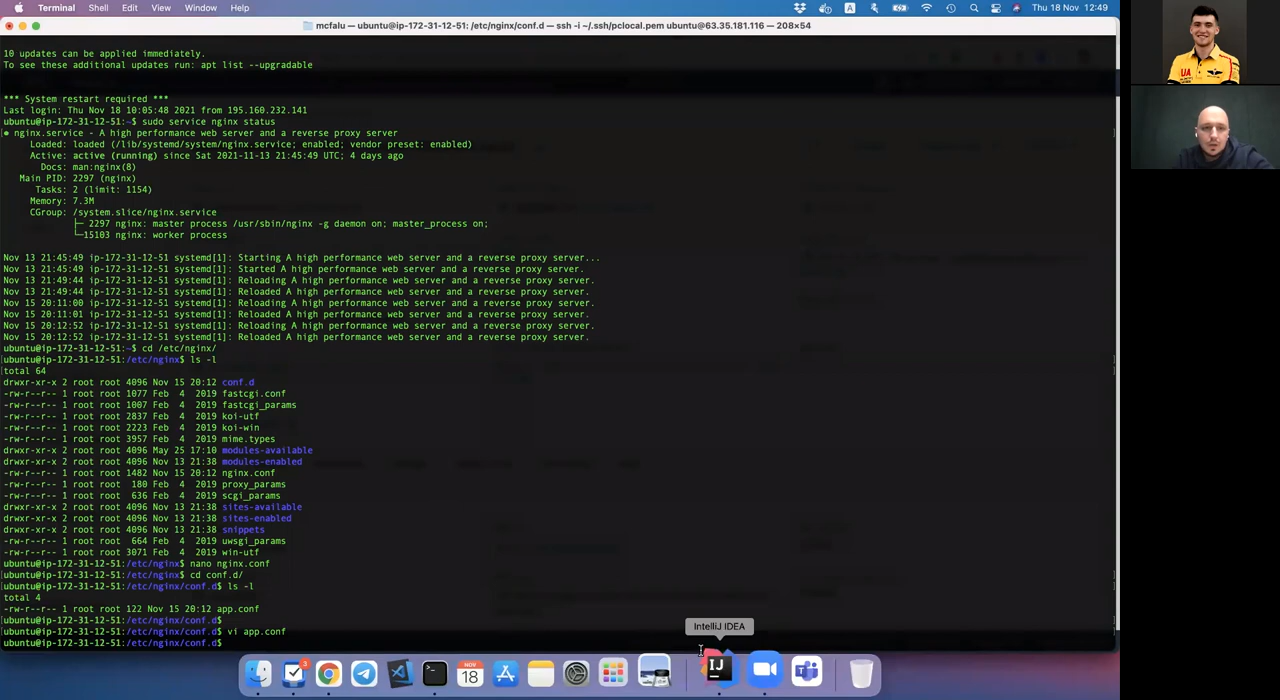 Terminal Shell Edit View Window Help Thu 18 Nov 12:49
mcfalu — ubuntu@ip-172-31-12-51: /etc/nginx/conf.d — ssh -i ~/.ssh/pclocal.pem ubuntu@63.35.181.116 — 208×54
10 updates can be applied immediately.
To see these additional updates run: apt list --upgradable
*** System restart required ***
Last login: Thu Nov 18 10:05:48 2021 from 195.160.232.141
ubuntu@ip-172-31-12-51:~$ sudo service nginx status
● nginx.service - A high performance web server and a reverse proxy server
Loaded: loaded (/lib/systemd/system/nginx.service; enabled; vendor preset: enabled)
Active: active (running) since Sat 2021-11-13 21:45:49 UTC; 4 days ago
Docs: man:nginx(8)
Main PID: 2297 (nginx)
Tasks: 2 (limit: 1154)
Memory: 7.3M
CGroup: /system.slice/nginx.service
├─ 2297 nginx: master process /usr/sbin/nginx -g daemon on; master_process on;
└─15103 nginx: worker process
Nov 13 21:45:49 ip-172-31-12-51 systemd[1]: Starting A high performance web server and a reverse proxy server...
Nov 13 21:45:49 ip-172-31-12-51 systemd[1]: Started A high performance web server and a reverse proxy server.
Nov 13 21:49:44 ip-172-31-12-51 systemd[1]: Reloading A high performance web server and a reverse proxy server.
Nov 13 21:49:44 ip-172-31-12-51 systemd[1]: Reloaded A high performance web server and a reverse proxy server.
Nov 15 20:11:00 ip-172-31-12-51 systemd[1]: Reloading A high performance web server and a reverse proxy server.
Nov 15 20:11:01 ip-172-31-12-51 systemd[1]: Reloaded A high performance web server and a reverse proxy server.
Nov 15 20:12:52 ip-172-31-12-51 systemd[1]: Reloading A high performance web server and a reverse proxy server.
Nov 15 20:12:52 ip-172-31-12-51 systemd[1]: Reloaded A high performance web server and a reverse proxy server.
ubuntu@ip-172-31-12-51:~$ cd /etc/nginx/
ubuntu@ip-172-31-12-51:/etc/nginx$ ls -l
total 64
drwxr-xr-x 2 root root 4096 Nov 15 20:12 conf.d
-rw-r--r-- 1 root root 1077 Feb 4 2019 fastcgi.conf
-rw-r--r-- 1 root root 1007 Feb 4 2019 fastcgi_params
-rw-r--r-- 1 root root 2837 Feb 4 2019 koi-utf
-rw-r--r-- 1 root root 2223 Feb 4 2019 koi-win
-rw-r--r-- 1 root root 3957 Feb 4 2019 mime.types
drwxr-xr-x 2 root root 4096 May 25 17:10 modules-available
drwxr-xr-x 2 root root 4096 Nov 13 21:38 modules-enabled
-rw-r--r-- 1 root root 1482 Nov 15 20:12 nginx.conf
-rw-r--r-- 1 root root 180 Feb 4 2019 proxy_params
-rw-r--r-- 1 root root 636 Feb 4 2019 scgi_params
drwxr-xr-x 2 root root 4096 Nov 13 21:38 sites-available
drwxr-xr-x 2 root root 4096 Nov 13 21:38 sites-enabled
drwxr-xr-x 2 root root 4096 Nov 13 21:38 snippets
-rw-r--r-- 1 root root 664 Feb 4 2019 uwsgi_params
-rw-r--r-- 1 root root 3071 Feb 4 2019 win-utf
ubuntu@ip-172-31-12-51:/etc/nginx$ nano nginx.conf
ubuntu@ip-172-31-12-51:/etc/nginx$ cd conf.d/
ubuntu@ip-172-31-12-51:/etc/nginx/conf.d$ ls -l
total 4
-rw-r--r-- 1 root root 122 Nov 15 20:12 app.conf
ubuntu@ip-172-31-12-51:/etc/nginx/conf.d$
ubuntu@ip-172-31-12-51:/etc/nginx/conf.d$ vi app.conf
ubuntu@ip-172-31-12-51:/etc/nginx/conf.d$
IntelliJ IDEA
3
NOV
18
IJ
UA